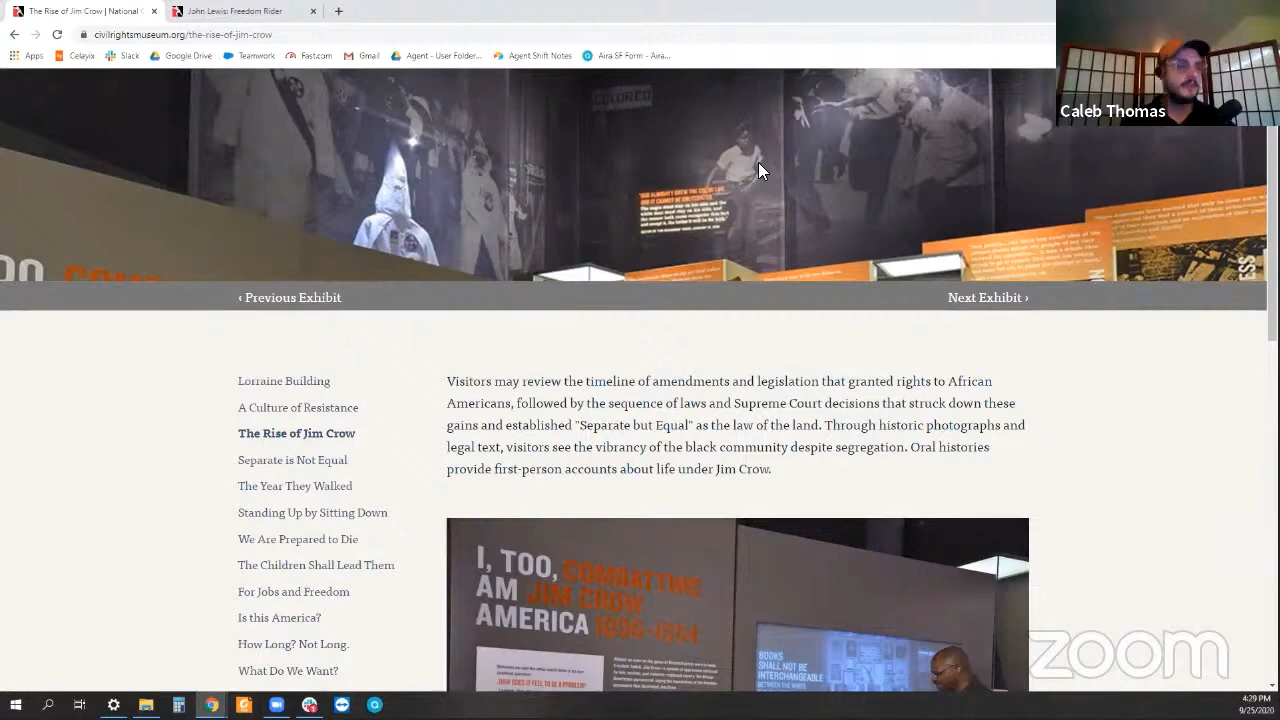 The Rise of Jim Crow | National C
John Lewis: Freedom Rider
civilrightsmuseum.org/the-rise-of-jim-crow
Apps
Celayix
Slack
Google Drive
Teamwork
Fast.com
Gmail
Agent - User Folder...
Agent Shift Notes
Aira SF Form - Aira...
Caleb Thomas
COLORED
‹ Previous Exhibit
Next Exhibit ›
Lorraine Building
A Culture of Resistance
The Rise of Jim Crow
Separate is Not Equal
The Year They Walked
Standing Up by Sitting Down
We Are Prepared to Die
The Children Shall Lead Them
For Jobs and Freedom
Is this America?
How Long? Not Long.
What Do We Want?
Visitors may review the timeline of amendments and legislation that granted rights to African
Americans, followed by the sequence of laws and Supreme Court decisions that struck down these
gains and established "Separate but Equal" as the law of the land. Through historic photographs and
legal text, visitors see the vibrancy of the black community despite segregation. Oral histories
provide first-person accounts about life under Jim Crow.
I, TOO, COMBATTING
AM JIM CROW
AMERICA 1896-1954
BOOKS
SHALL NOT BE
INTERCHANGEABLE
BETWEEN THE WHITE
zoom
4:29 PM
9/25/2020